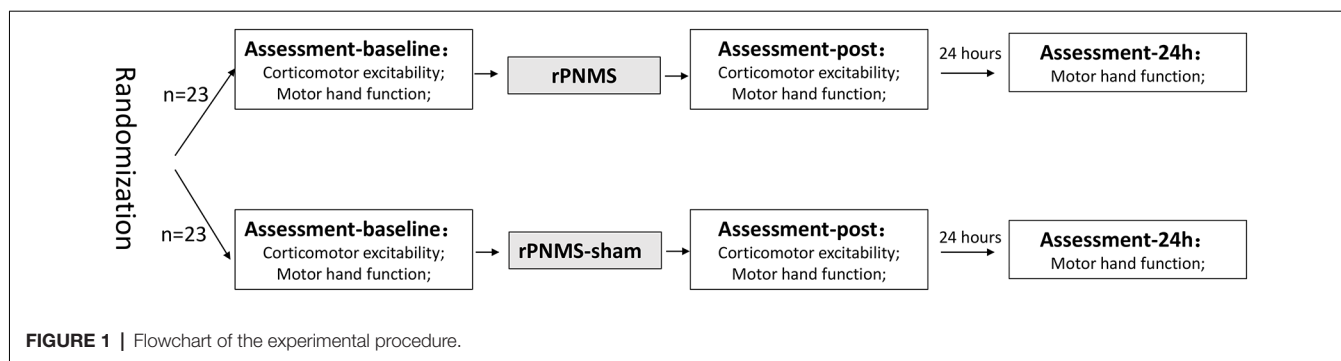 Randomization
n=23
Assessment-baseline：
Corticomotor excitability;
Motor hand function;
rPNMS
Assessment-post：
Corticomotor excitability;
Motor hand function;
24 hours
Assessment-24h：
Motor hand function;
n=23
Assessment-baseline：
Corticomotor excitability;
Motor hand function;
rPNMS-sham
Assessment-post：
Corticomotor excitability;
Motor hand function;
24 hours
Assessment-24h：
Motor hand function;
FIGURE 1 | Flowchart of the experimental procedure.